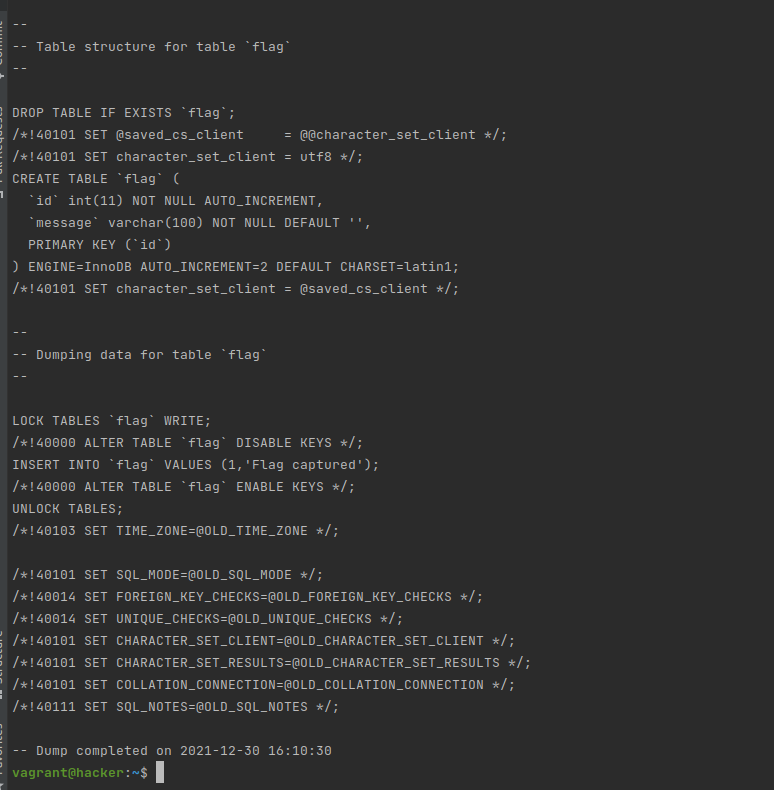 --
-- Table structure for table `flag`
--
DROP TABLE IF EXISTS `flag`;
/*!40101 SET @saved_cs_client     = @@character_set_client */;
/*!40101 SET character_set_client = utf8 */;
CREATE TABLE `flag` (
  `id` int(11) NOT NULL AUTO_INCREMENT,
  `message` varchar(100) NOT NULL DEFAULT '',
  PRIMARY KEY (`id`)
) ENGINE=InnoDB AUTO_INCREMENT=2 DEFAULT CHARSET=latin1;
/*!40101 SET character_set_client = @saved_cs_client */;
--
-- Dumping data for table `flag`
--
LOCK TABLES `flag` WRITE;
/*!40000 ALTER TABLE `flag` DISABLE KEYS */;
INSERT INTO `flag` VALUES (1,'Flag captured');
/*!40000 ALTER TABLE `flag` ENABLE KEYS */;
UNLOCK TABLES;
/*!40103 SET TIME_ZONE=@OLD_TIME_ZONE */;
/*!40101 SET SQL_MODE=@OLD_SQL_MODE */;
/*!40014 SET FOREIGN_KEY_CHECKS=@OLD_FOREIGN_KEY_CHECKS */;
/*!40014 SET UNIQUE_CHECKS=@OLD_UNIQUE_CHECKS */;
/*!40101 SET CHARACTER_SET_CLIENT=@OLD_CHARACTER_SET_CLIENT */;
/*!40101 SET CHARACTER_SET_RESULTS=@OLD_CHARACTER_SET_RESULTS */;
/*!40101 SET COLLATION_CONNECTION=@OLD_COLLATION_CONNECTION */;
/*!40111 SET SQL_NOTES=@OLD_SQL_NOTES */;
-- Dump completed on 2021-12-30 16:10:30
vagrant@hacker:~$